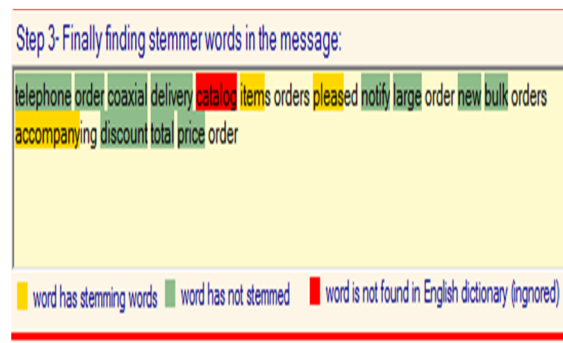 Step 3- Finally finding stemmer words in the message:
telephone order coaxial delivery catalog items orders pleased notify large order new bulk orders
accompanying discount total price order
word has stemming words word has not stemmed word is not found in English dictionary (ingnored)